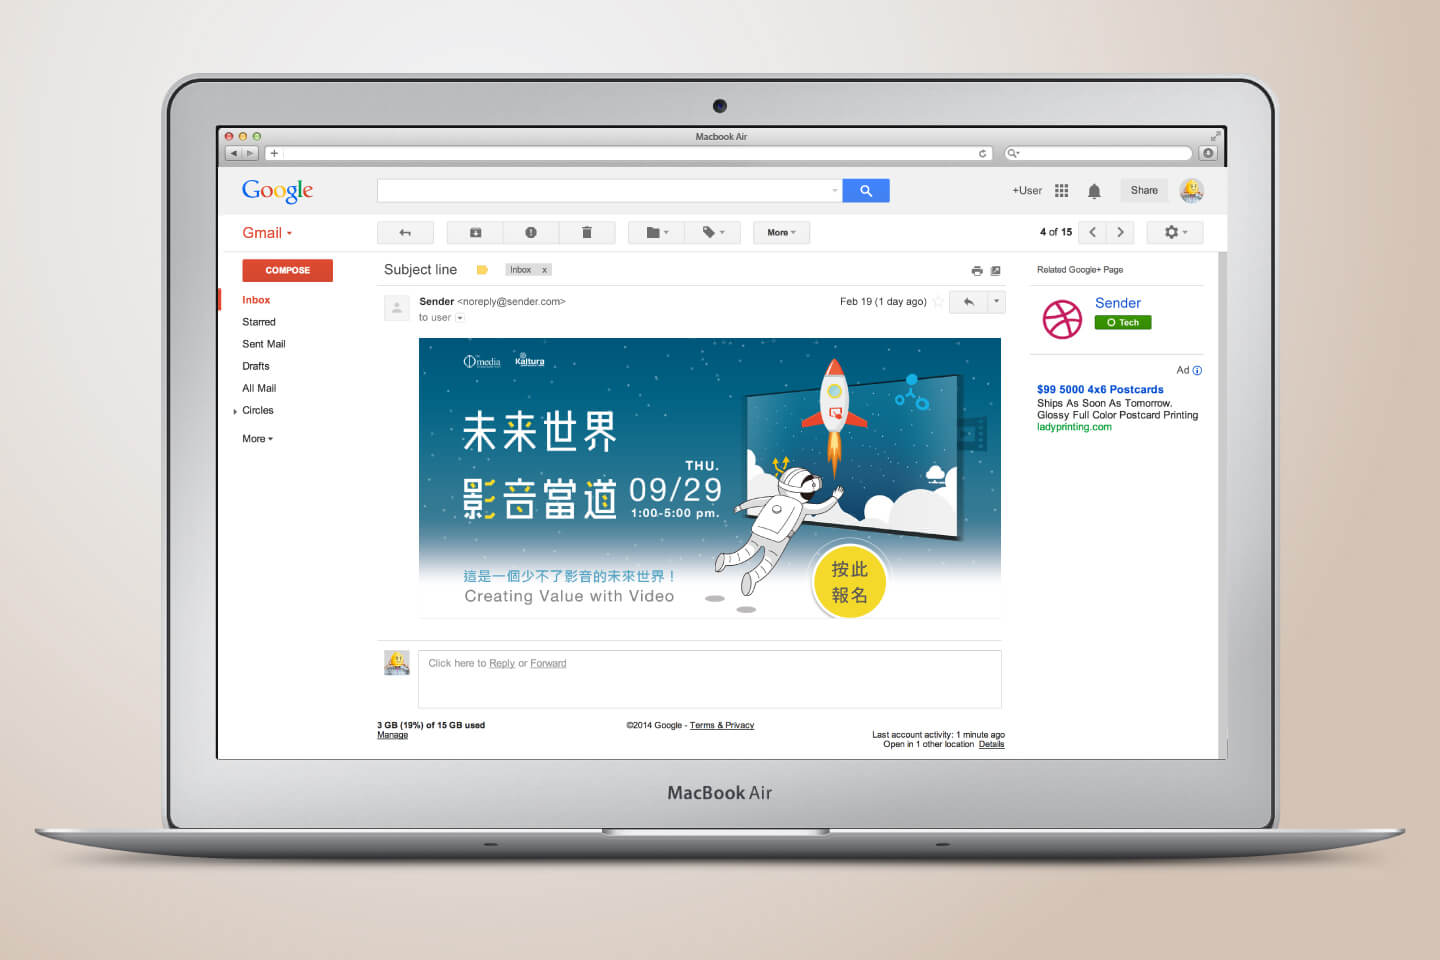 Macbook Air
Google
+User
Share
Gmail
More
4 of 15
COMPOSE
Inbox
Starred
Sent Mail
Drafts
All Mail
Circles
More
Subject line
Inbox x
Sender <noreply@sender.com>
to user
Feb 19 (1 day ago)
media
Kaltura
未来世界
影音當道
THU.
09/29
1:00-5:00 pm.
這是一個少不了影音的未來世界！
Creating Value with Video
按此
報名
Click here to Reply or Forward
3 GB (19%) of 15 GB used
Manage
©2014 Google - Terms & Privacy
Last account activity: 1 minute ago
Open in 1 other location Details
Related Google+ Page
Sender
Tech
Ad
$99 5000 4x6 Postcards
Ships As Soon As Tomorrow.
Glossy Full Color Postcard Printing
ladyprinting.com
MacBook Air